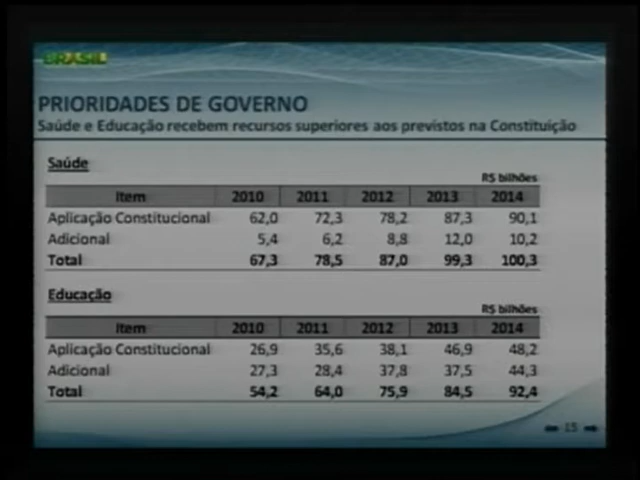 BRASIL
PRIORIDADES DE GOVERNO
Saúde e Educação recebem recursos superiores aos previstos na Constituição
Saúde
R$ bilhões
Item 2010 2011 2012 2013 2014
Aplicação Constitucional 62,0 72,3 78,2 87,3 90,1
Adicional 5,4 6,2 8,8 12,0 10,2
Total 67,3 78,5 87,0 99,3 100,3
Educação
R$ bilhões
Item 2010 2011 2012 2013 2014
Aplicação Constitucional 26,9 35,6 38,1 46,9 48,2
Adicional 27,3 28,4 37,8 37,5 44,3
Total 54,2 64,0 75,9 84,5 92,4
15